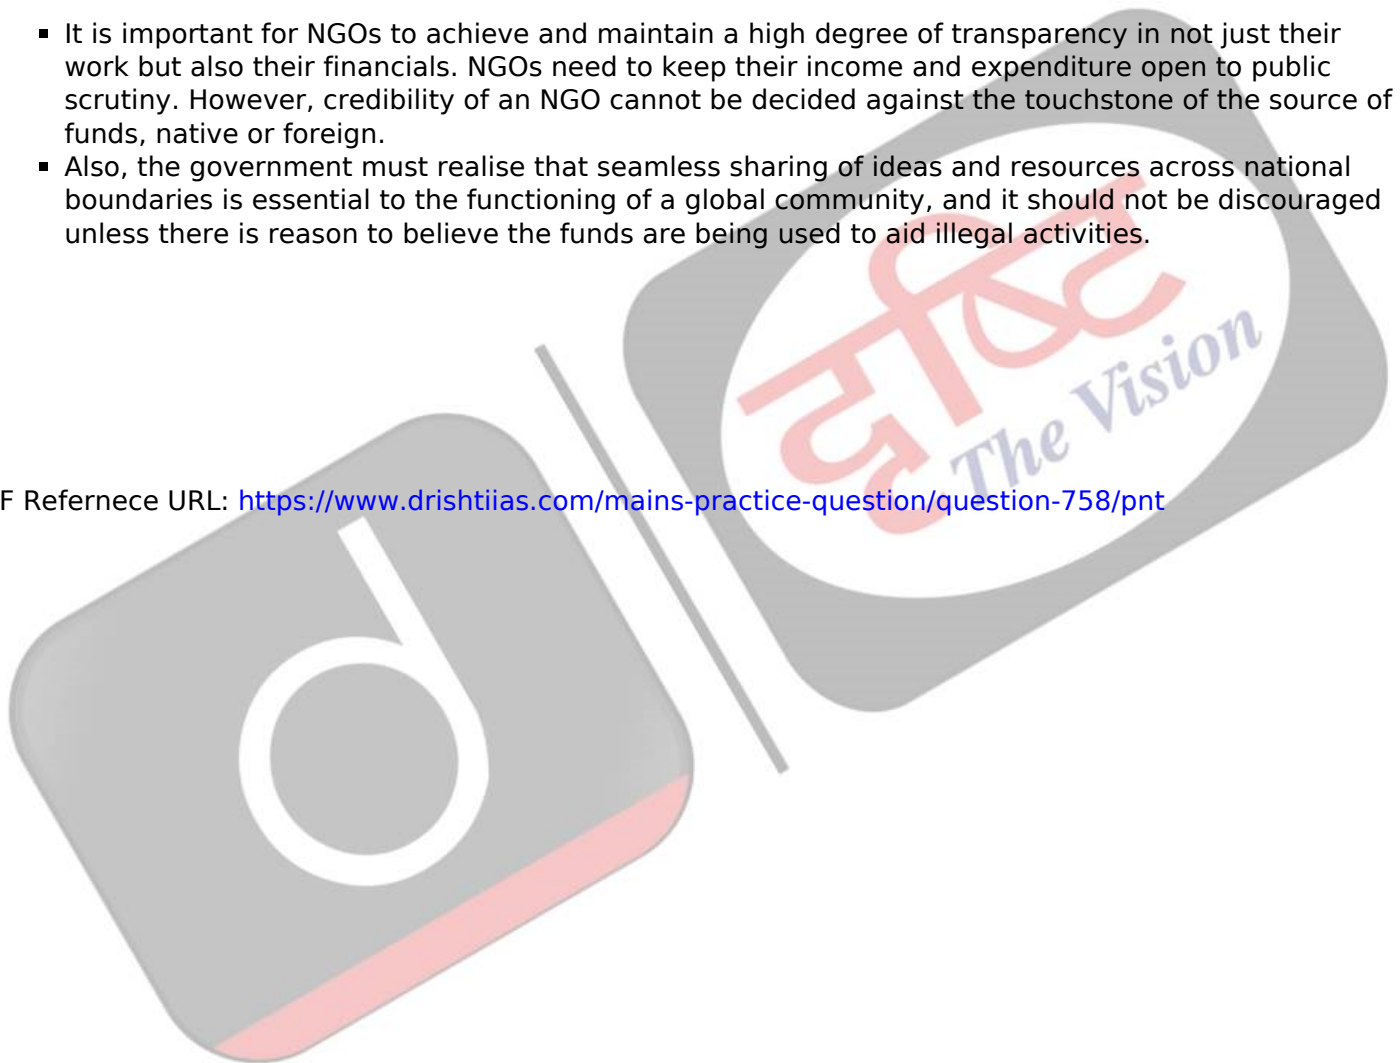 ▪ It is important for NGOs to achieve and maintain a high degree of transparency in not just their
work but also their financials. NGOs need to keep their income and expenditure open to public
scrutiny. However, credibility of an NGO cannot be decided against the touchstone of the source of
funds, native or foreign.
▪ Also, the government must realise that seamless sharing of ideas and resources across national
boundaries is essential to the functioning of a global community, and it should not be discouraged
unless there is reason to believe the funds are being used to aid illegal activities.
दृष्टि
The Vision
F Refernece URL: https://www.drishtiias.com/mains-practice-question/question-758/pnt
d